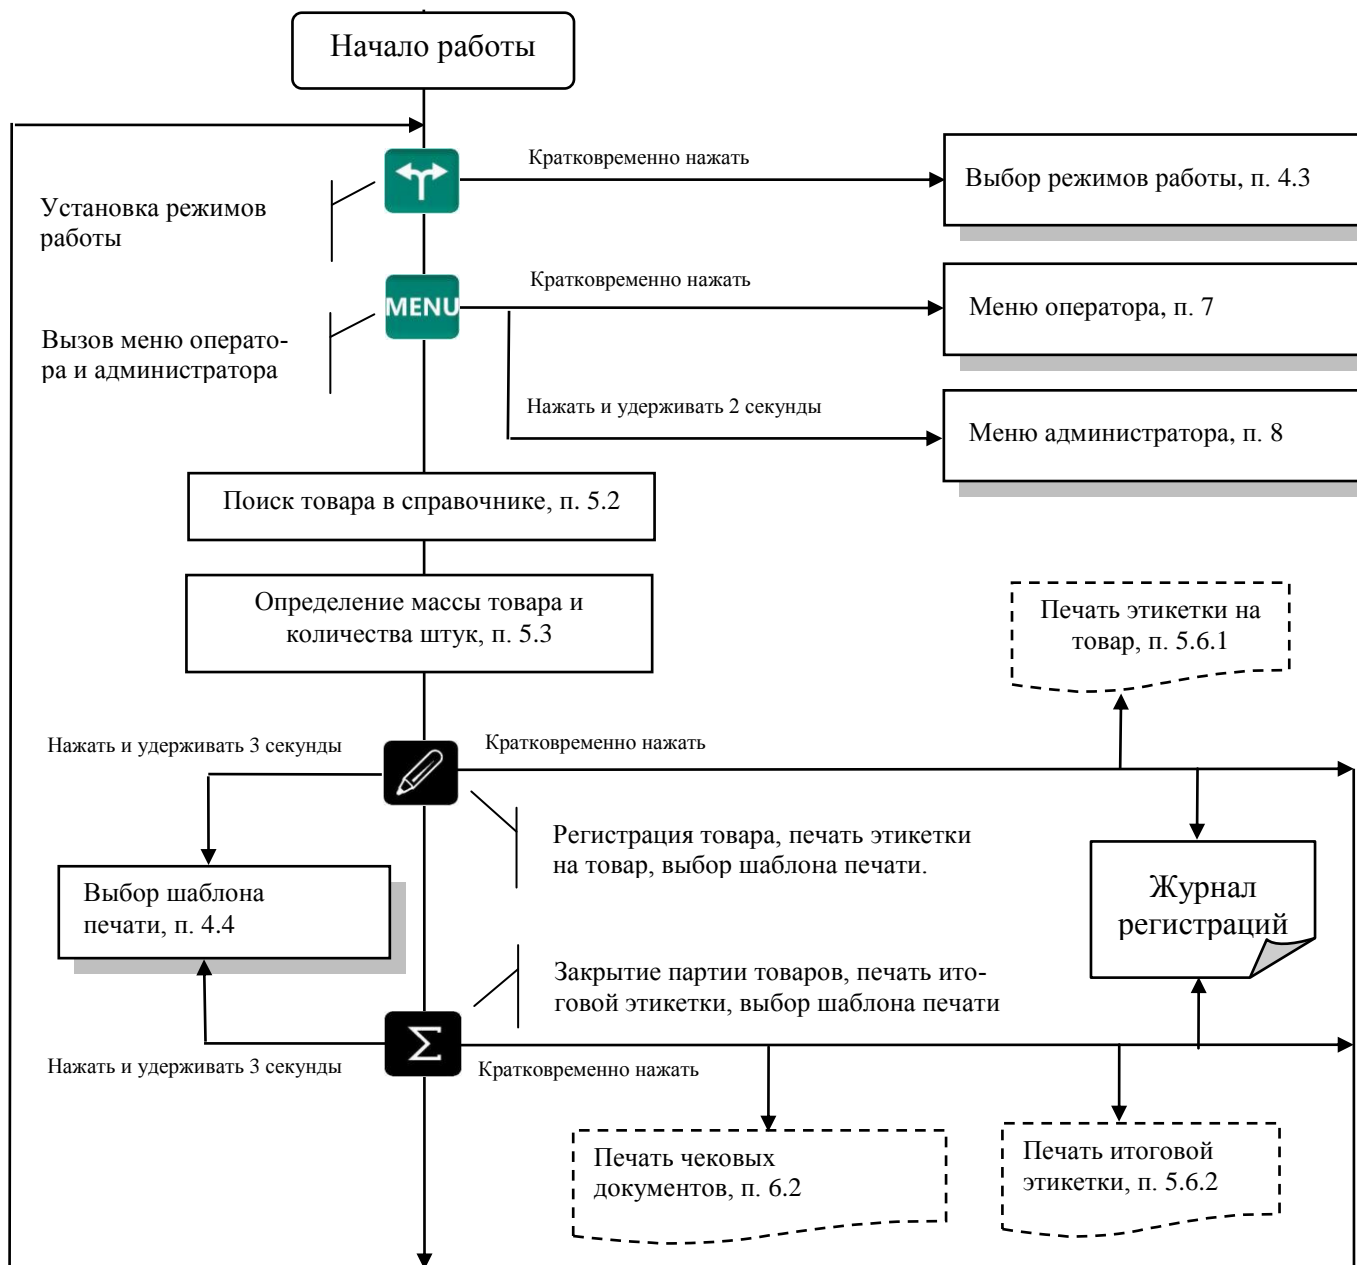 Начало работы
Кратковременно нажать
Выбор режимов работы, п. 4.3
Установка режимов
работы
Кратковременно нажать
MENU
Меню оператора, п. 7
Вызов меню операто-
ра и администратора
Нажать и удерживать 2 секунды
Меню администратора, п. 8
Поиск товара в справочнике, п. 5.2
Определение массы товара и
количества штук, п. 5.3
Печать этикетки на
товар, п. 5.6.1
Нажать и удерживать 3 секунды
Кратковременно нажать
Регистрация товара, печать этикетки
на товар, выбор шаблона печати.
Выбор шаблона
печати, п. 4.4
Журнал
регистраций
Закрытие партии товаров, печать ито-
говой этикетки, выбор шаблона печати
Σ
Нажать и удерживать 3 секунды
Кратковременно нажать
Печать чековых
документов, п. 6.2
Печать итоговой
этикетки, п. 5.6.2